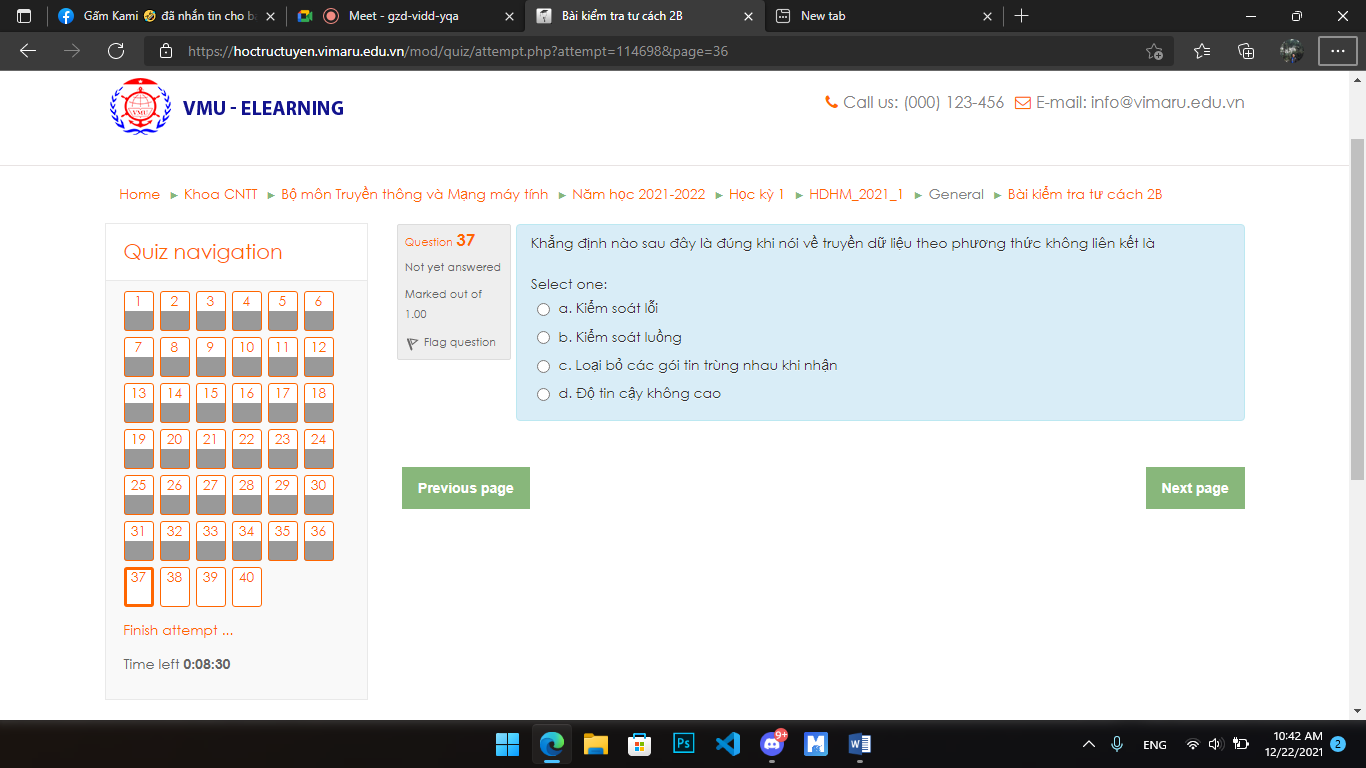 Gấm Kami 🤣 đã nhắn tin cho bạ
Meet - gzd-vidd-yqa
Bài kiểm tra tư cách 2B
New tab
https://hoctructuyen.vimaru.edu.vn/mod/quiz/attempt.php?attempt=114698&page=36
VMU
VMU - ELEARNING
Call us: (000) 123-456
E-mail: info@vimaru.edu.vn
Home ► Khoa CNTT ► Bộ môn Truyền thông và Mạng máy tính ► Năm học 2021-2022 ► Học kỳ 1 ► HDHM_2021_1 ► General ► Bài kiểm tra tư cách 2B
Quiz navigation
1 2 3 4 5 6
7 8 9 10 11 12
13 14 15 16 17 18
19 20 21 22 23 24
25 26 27 28 29 30
31 32 33 34 35 36
37 38 39 40
Finish attempt ...
Time left 0:08:30
Question 37
Not yet answered
Marked out of
1.00
Flag question
Khẳng định nào sau đây là đúng khi nói về truyền dữ liệu theo phương thức không liên kết là
Select one:
a. Kiểm soát lỗi
b. Kiểm soát luồng
c. Loại bỏ các gói tin trùng nhau khi nhận
d. Độ tin cậy không cao
Previous page
Next page
Ps
9+
ENG
10:42 AM
12/22/2021
2